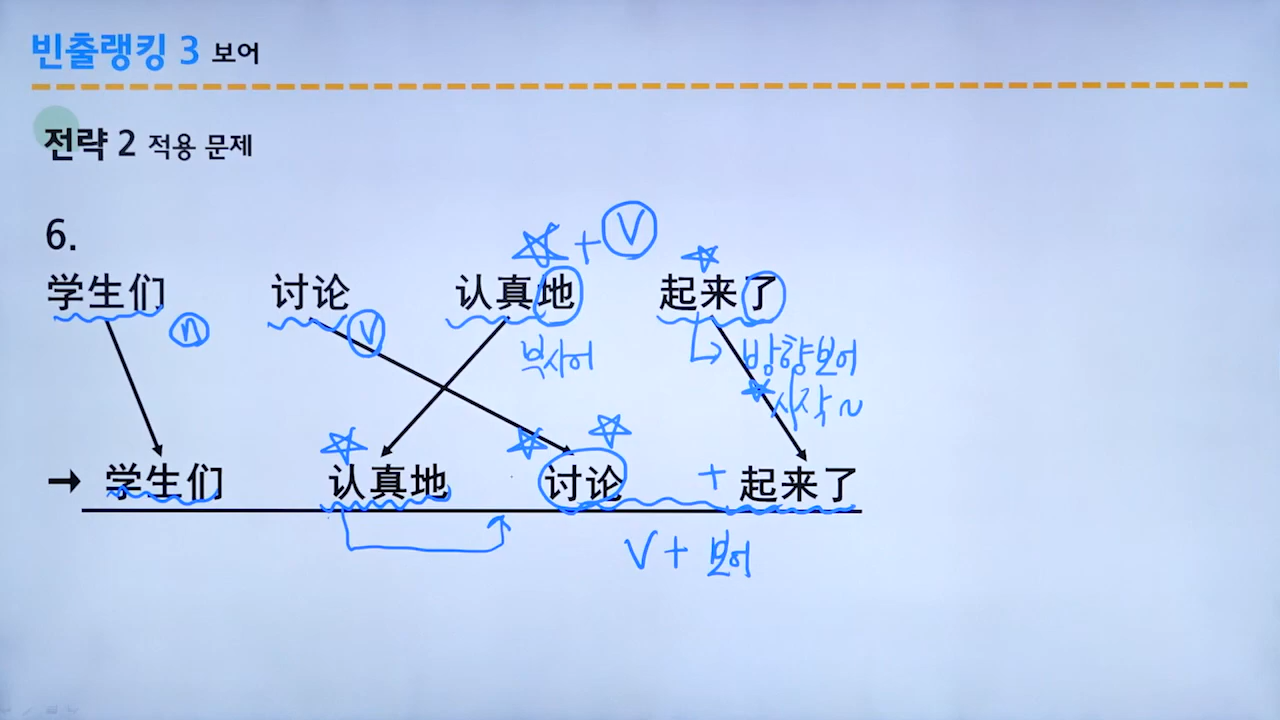 빈출랭킹 3 보어
전략 2 적용 문제
6.
☆ + V
学生们 讨论 认真地 起来了
n V 부사어 방향보어
시작~
→ 学生们 认真地 讨论 + 起来了
V + 보어